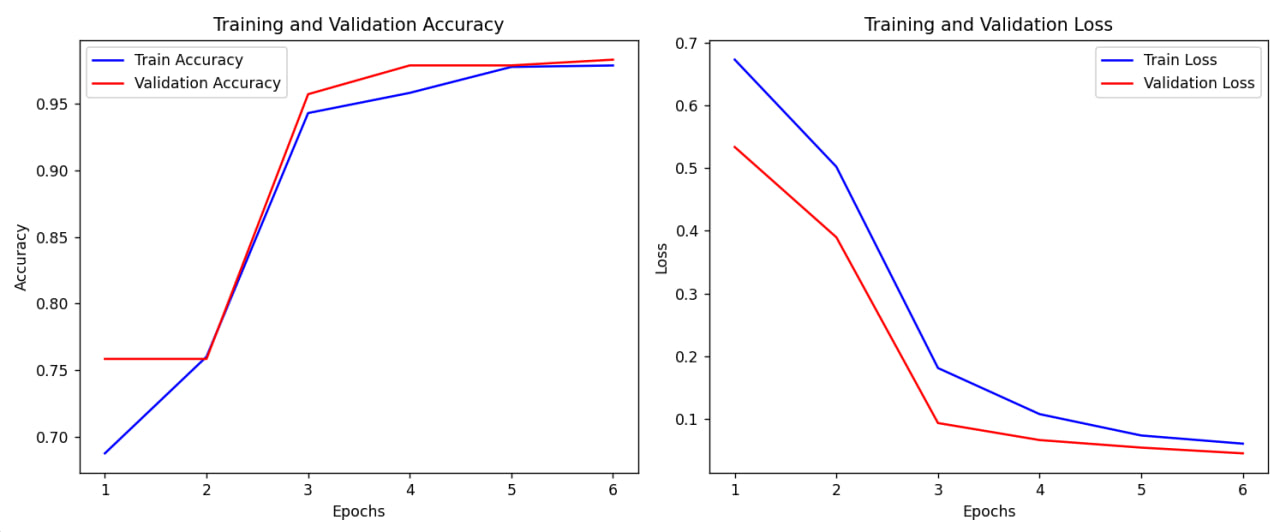 Training and Validation Accuracy
Train Accuracy
Validation Accuracy
0.95
0.90
0.85
0.80
0.75
0.70
Accuracy
1 2 3 4 5 6
Epochs
Training and Validation Loss
Train Loss
Validation Loss
0.7
0.6
0.5
0.4
0.3
0.2
0.1
Loss
1 2 3 4 5 6
Epochs